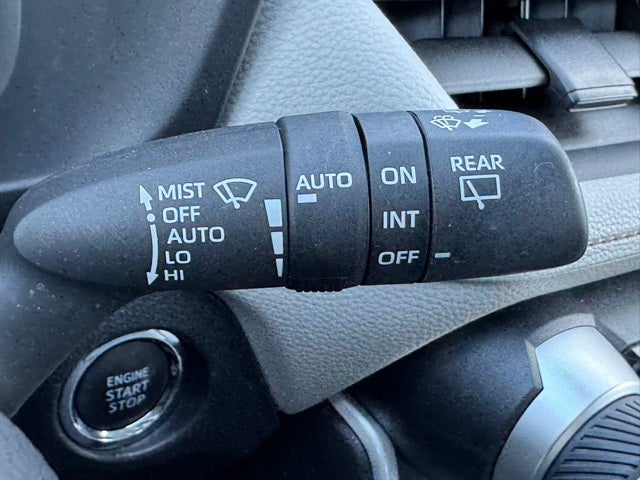 MIST
OFF
AUTO
LO
HI
AUTO
ON
INT
OFF
REAR
ENGINE
START
STOP